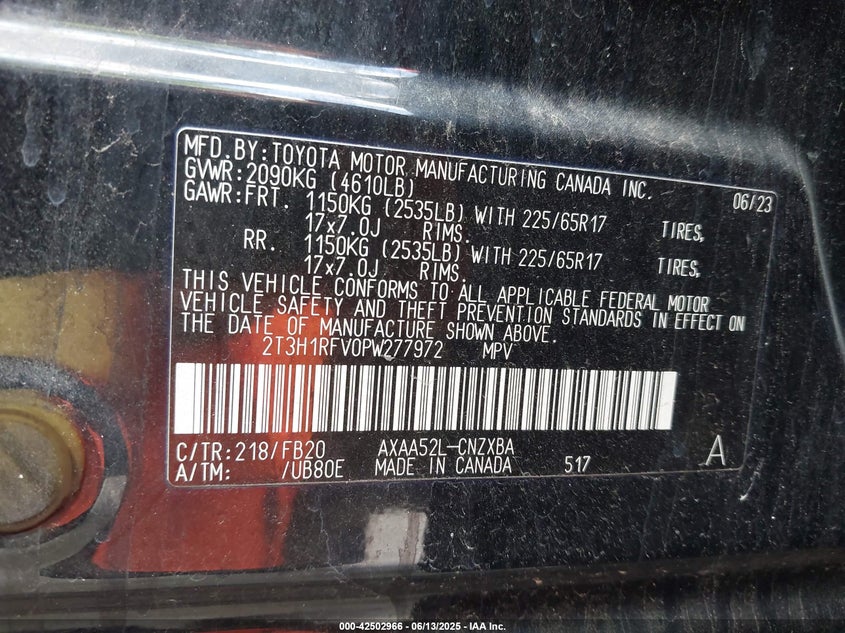 MFD.BY:TOYOTA MOTOR MANUFACTURING CANADA INC.
GVWR:2090KG (4610LB) 06/23
GAWR:FRT. 1150KG (2535LB) WITH 225/65R17 TIRES,
17x7.0J RIMS.
RR. 1150KG (2535LB) WITH 225/65R17 TIRES,
17x7.0J RIMS.
THIS VEHICLE CONFORMS TO ALL APPLICABLE FEDERAL MOTOR
VEHICLE SAFETY AND THEFT PREVENTION STANDARDS IN EFFECT ON
THE DATE OF MANUFACTURE SHOWN ABOVE.
2T3H1RFV0PW277972 MPV
C/TR:218/FB20 AXAA52L-CNZXBA
A/TM: /UB80E MADE IN CANADA 517 A
000-42502966 - 06/13/2025 - IAA Inc.